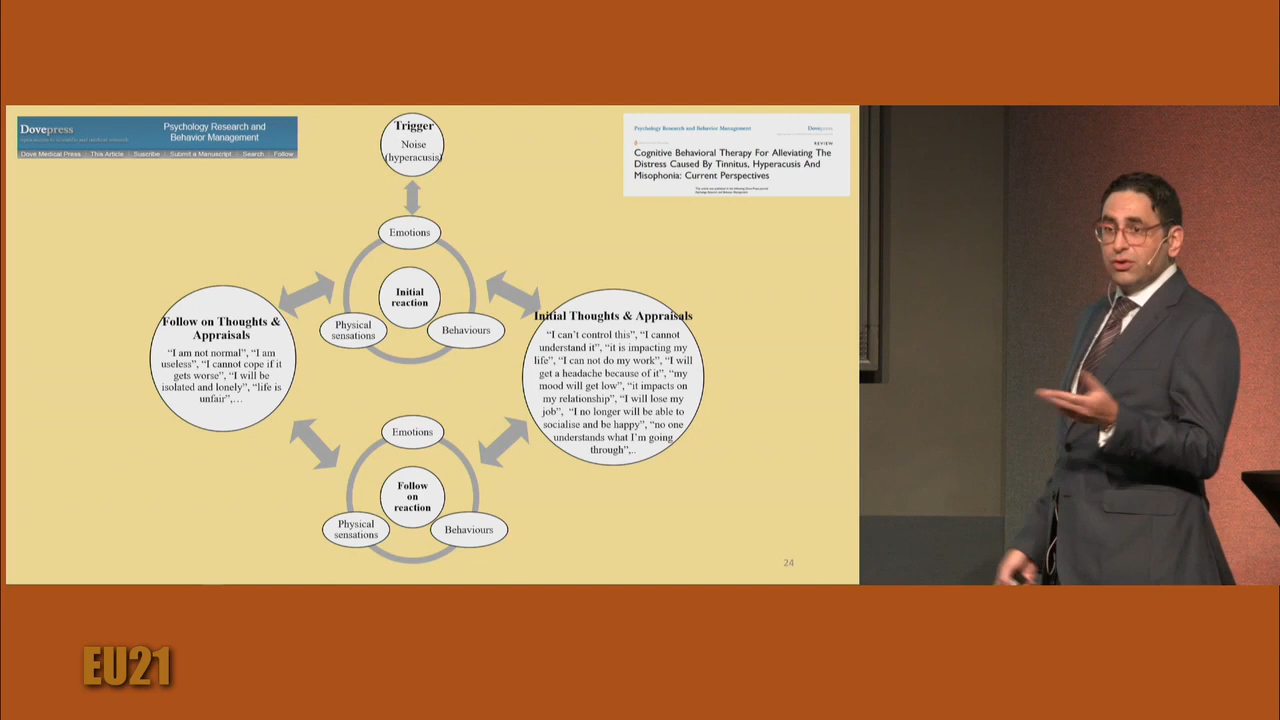 Dovepress
Psychology Research and
Behavior Management
Dove Medical Press | This Article | Suscribe | Submit a Manuscript | Search | Follow
Trigger
Noise
(hyperacusis)
Psychology Research and Behavior Management
Dovepress
REVIEW
Cognitive Behavioral Therapy For Alleviating The
Distress Caused By Tinnitus, Hyperacusis And
Misophonia: Current Perspectives
Emotions
Initial
reaction
Physical
sensations
Behaviours
Follow on Thoughts &
Appraisals
“I am not normal”, “I am
useless”, “I cannot cope if it
gets worse”, “I will be
isolated and lonely”, “life is
unfair”,…
Initial Thoughts & Appraisals
“I can’t control this”, “I cannot
understand it”, “it is impacting my
life”, “I can not do my work”, “I will
get a headache because of it”, “my
mood will get low”, “it impacts on
my relationship”, “I will lose my
job”, “I no longer will be able to
socialise and be happy”, “no one
understands what I’m going
through”,..
Emotions
Follow
on
reaction
Physical
sensations
Behaviours
24
EU21